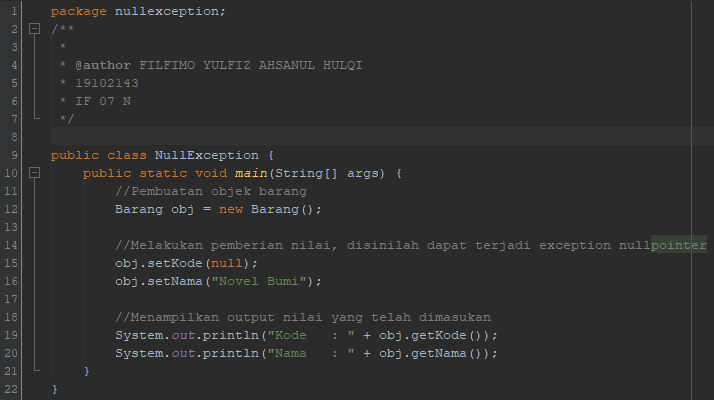 1 package nullexception;
2 /**
3 *
4 * @author FILFIMO YULFIZ AHSANUL HULQI
5 * 19102143
6 * IF 07 N
7 */
8
9 public class NullException {
10 public static void main(String[] args) {
11 //Pembuatan objek barang
12 Barang obj = new Barang();
13
14 //Melakukan pemberian nilai, disinilah dapat terjadi exception nullpointer
15 obj.setKode(null);
16 obj.setNama("Novel Bumi");
17
18 //Menampilkan output nilai yang telah dimasukan
19 System.out.println("Kode   : " + obj.getKode());
20 System.out.println("Nama   : " + obj.getNama());
21 }
22 }